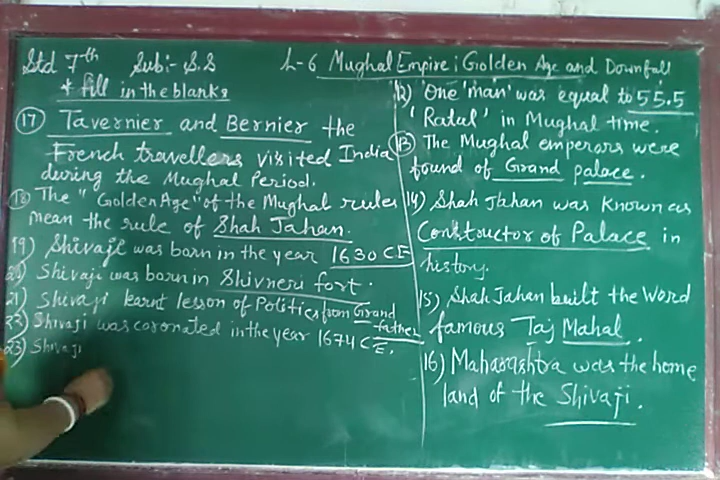 Std 7th Sub:- S.S L-6 Mughal Empire; Golden Age and Downfall
* fill in the blanks
17) Tavernier and Bernier the
French travellers visited India
during the Mughal Period.
18) The "Golden Age" of the Mughal rules
mean the rule of Shah Jahan.
19) Shivaji was born in the year 1630 CE
20) Shivaji was born in Shivneri fort.
21) Shivaji learnt lesson of Politics from Grand
father
22) Shivaji was coronated in the year 1674 CE.
23) Shivaji
12) 'One 'man' was equal to 55.5
'Ratal' in Mughal time.
13) The Mughal emperors were
found of Grand palace.
14) Shah Jahan was known as
Constructor of Palace in
history.
15) Shah Jahan built the Word
famous Taj Mahal.
16) Maharashtra was the home
land of the Shivaji.